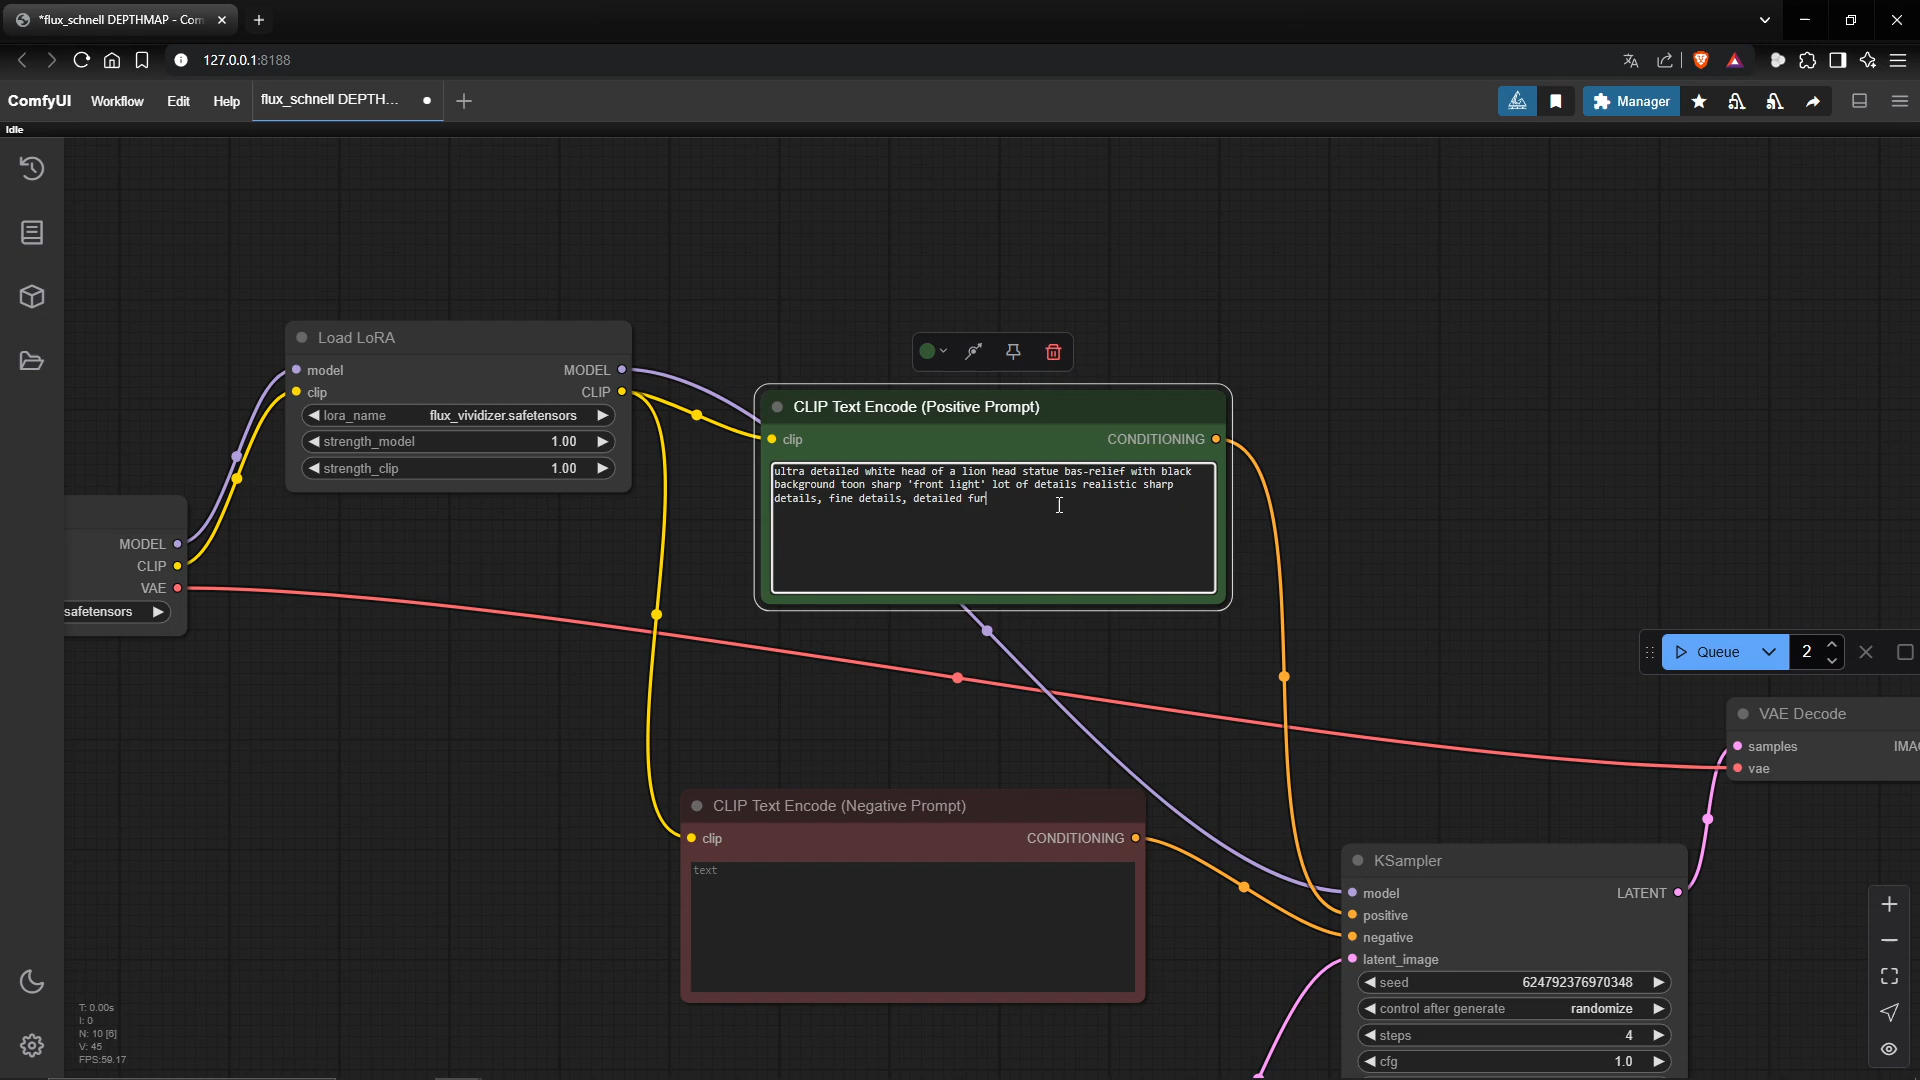 *flux_schnell DEPTHMAP - Com
127.0.0.1:8188
ComfyUI Workflow Edit Help flux_schnell DEPTH...
Manager
Idle
Load LoRA
model MODEL
clip CLIP
lora_name flux_vividizer.safetensors
strength_model 1.00
strength_clip 1.00
MODEL
CLIP
VAE
safetensors
CLIP Text Encode (Positive Prompt)
clip CONDITIONING
ultra detailed white head of a lion head statue bas-relief with black
background toon sharp 'front light' lot of details realistic sharp
details, fine details, detailed fur
Queue 2
VAE Decode
samples IMAG
vae
CLIP Text Encode (Negative Prompt)
clip CONDITIONING
text
KSampler
model LATENT
positive
negative
latent_image
seed 624792376970348
control after generate randomize
steps 4
cfg 1.0
T: 0.00s
I: 0
N: 10 [6]
V: 45
FPS:59.17